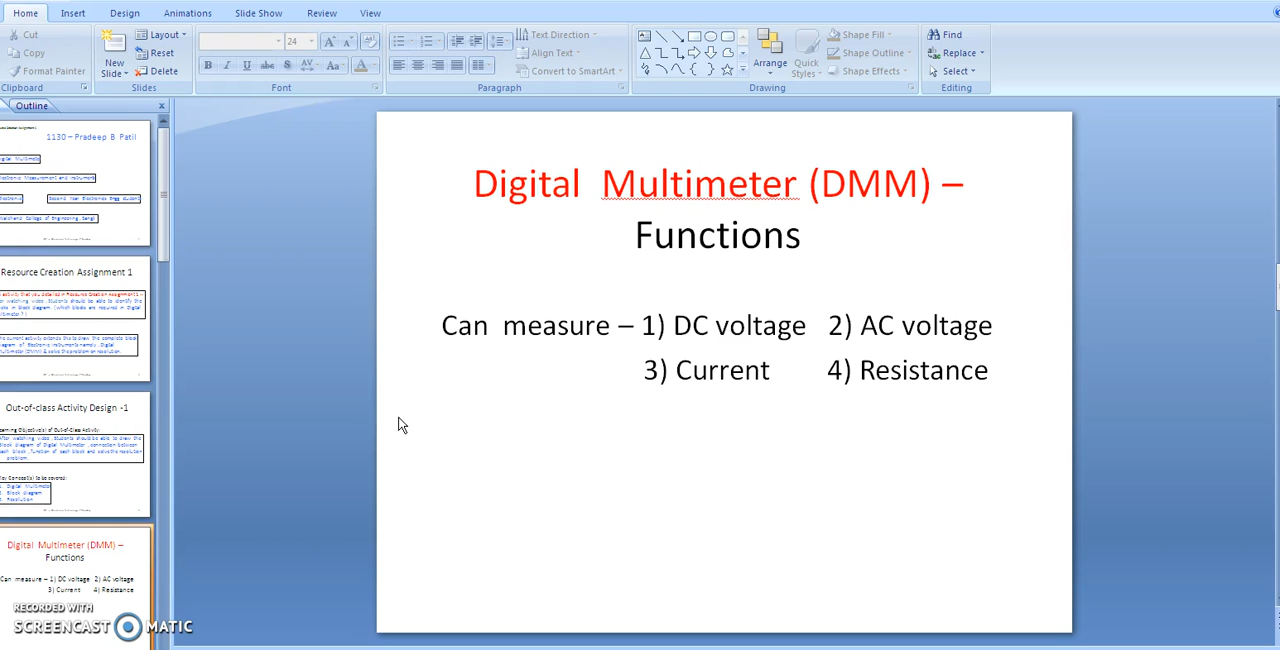 Home Insert Design Animations Slide Show Review View
Cut
Copy
Format Painter
Clipboard
New Slide
Layout
Reset
Delete
Slides
24
B I U abc S AV Aa A
Font
Text Direction
Align Text
Convert to SmartArt
Paragraph
Arrange
Quick Styles
Shape Fill
Shape Outline
Shape Effects
Drawing
Find
Replace
Select
Editing
Outline
1130 – Pradeep B Patil
Resource Creation Assignment 1
Out-of-class Activity Design -1
Digital Multimeter (DMM) –
Functions
Can measure – 1) DC voltage 2) AC voltage
3) Current 4) Resistance
RECORDED WITH
SCREENCAST MATIC
Digital Multimeter (DMM) –
Functions
Can measure – 1) DC voltage 2) AC voltage
3) Current 4) Resistance